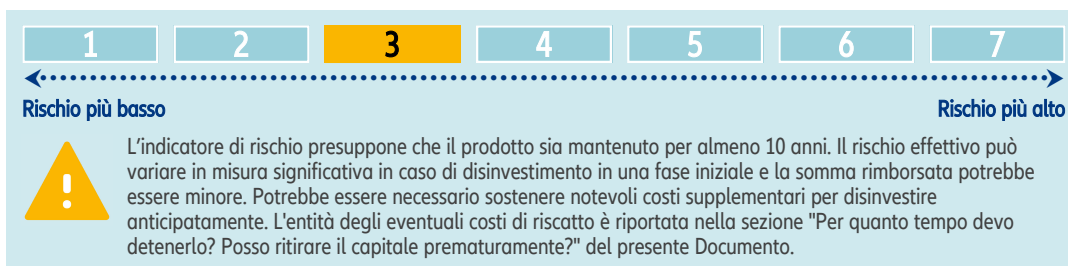 1 2 3 4 5 6 7
Rischio più basso Rischio più alto
L'indicatore di rischio presuppone che il prodotto sia mantenuto per almeno 10 anni. Il rischio effettivo può
variare in misura significativa in caso di disinvestimento in una fase iniziale e la somma rimborsata potrebbe
essere minore. Potrebbe essere necessario sostenere notevoli costi supplementari per disinvestire
anticipatamente. L'entità degli eventuali costi di riscatto è riportata nella sezione "Per quanto tempo devo
detenerlo? Posso ritirare il capitale prematuramente?" del presente Documento.